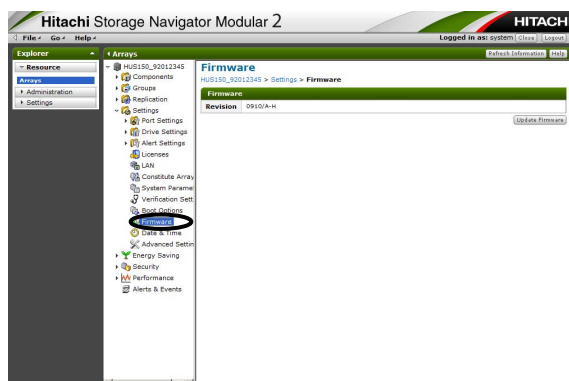 Hitachi Storage Navigator Modular 2
HITACHI
File Go Help
Logged in as: system Close Logout
Explorer
Resource
Arrays
Administration
Settings
Arrays
Refresh Information Help
HUS150_92012345
Components
Groups
Replication
Settings
Port Settings
Drive Settings
Alert Settings
Licenses
LAN
Constitute Array
System Parame
Verification Sett
Boot Options
Firmware
Date & Time
Advanced Settin
Energy Saving
Security
Performance
Alerts & Events
Firmware
HUS150_92012345 > Settings > Firmware
Firmware
Revision 0910/A-H
Update Firmware